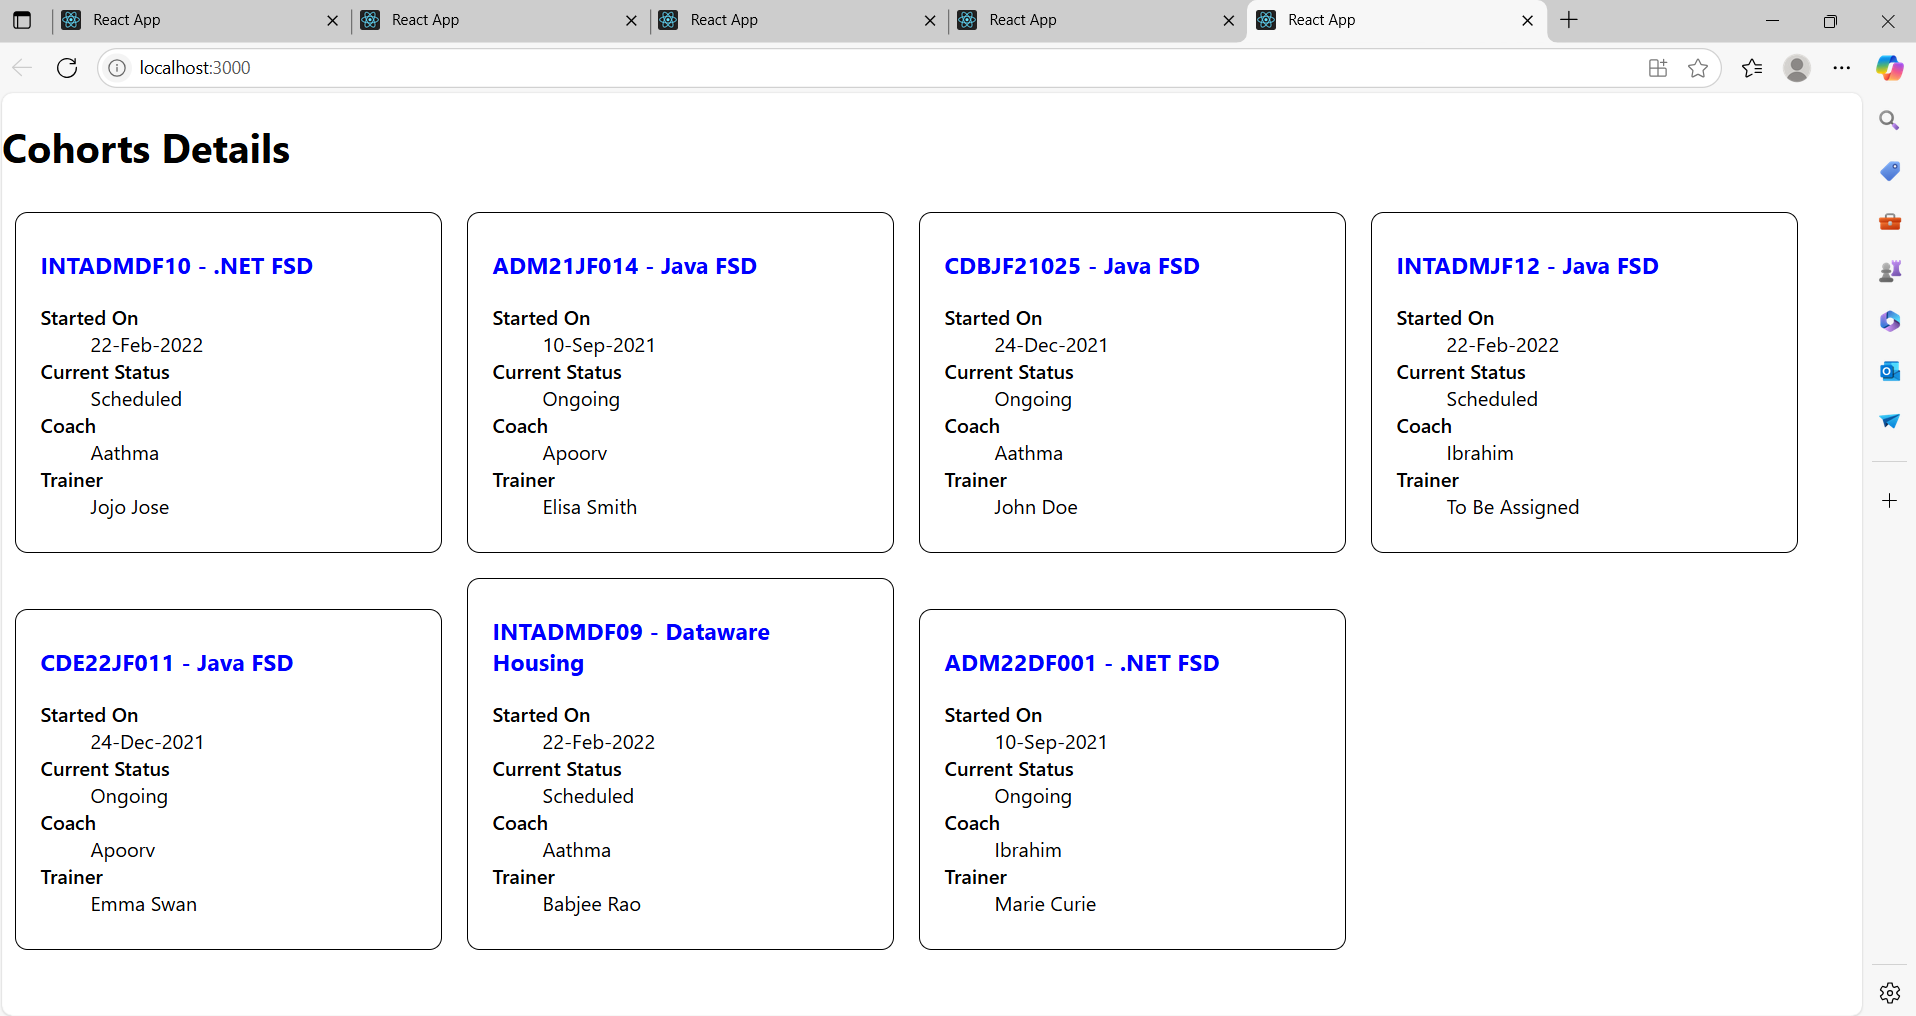 React App
React App
React App
React App
React App
localhost:3000
Cohorts Details
INTADMDF10 - .NET FSD
Started On
22-Feb-2022
Current Status
Scheduled
Coach
Aathma
Trainer
Jojo Jose
ADM21JF014 - Java FSD
Started On
10-Sep-2021
Current Status
Ongoing
Coach
Apoorv
Trainer
Elisa Smith
CDBJF21025 - Java FSD
Started On
24-Dec-2021
Current Status
Ongoing
Coach
Aathma
Trainer
John Doe
INTADMJF12 - Java FSD
Started On
22-Feb-2022
Current Status
Scheduled
Coach
Ibrahim
Trainer
To Be Assigned
CDE22JF011 - Java FSD
Started On
24-Dec-2021
Current Status
Ongoing
Coach
Apoorv
Trainer
Emma Swan
INTADMDF09 - Dataware
Housing
Started On
22-Feb-2022
Current Status
Scheduled
Coach
Aathma
Trainer
Babjee Rao
ADM22DF001 - .NET FSD
Started On
10-Sep-2021
Current Status
Ongoing
Coach
Ibrahim
Trainer
Marie Curie